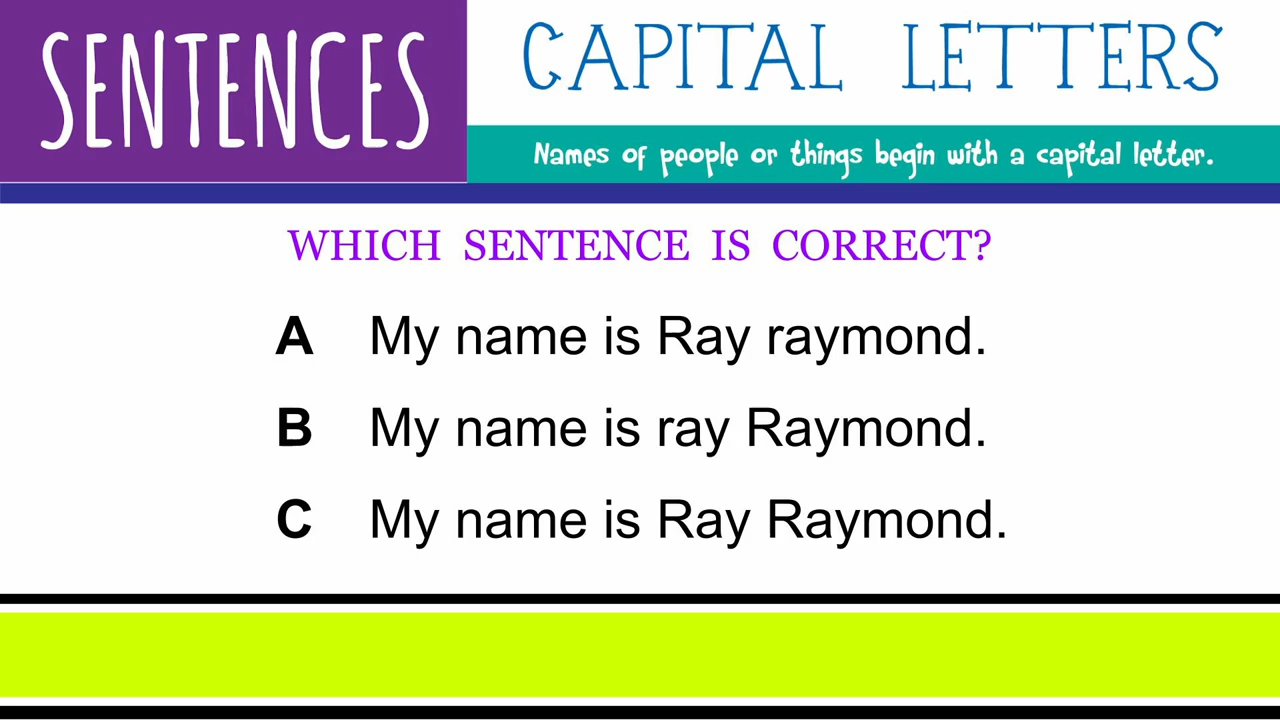 SENTENCES
CAPITAL LETTERS
Names of people or things begin with a capital letter.
WHICH SENTENCE IS CORRECT?
A My name is Ray raymond.
B My name is ray Raymond.
C My name is Ray Raymond.